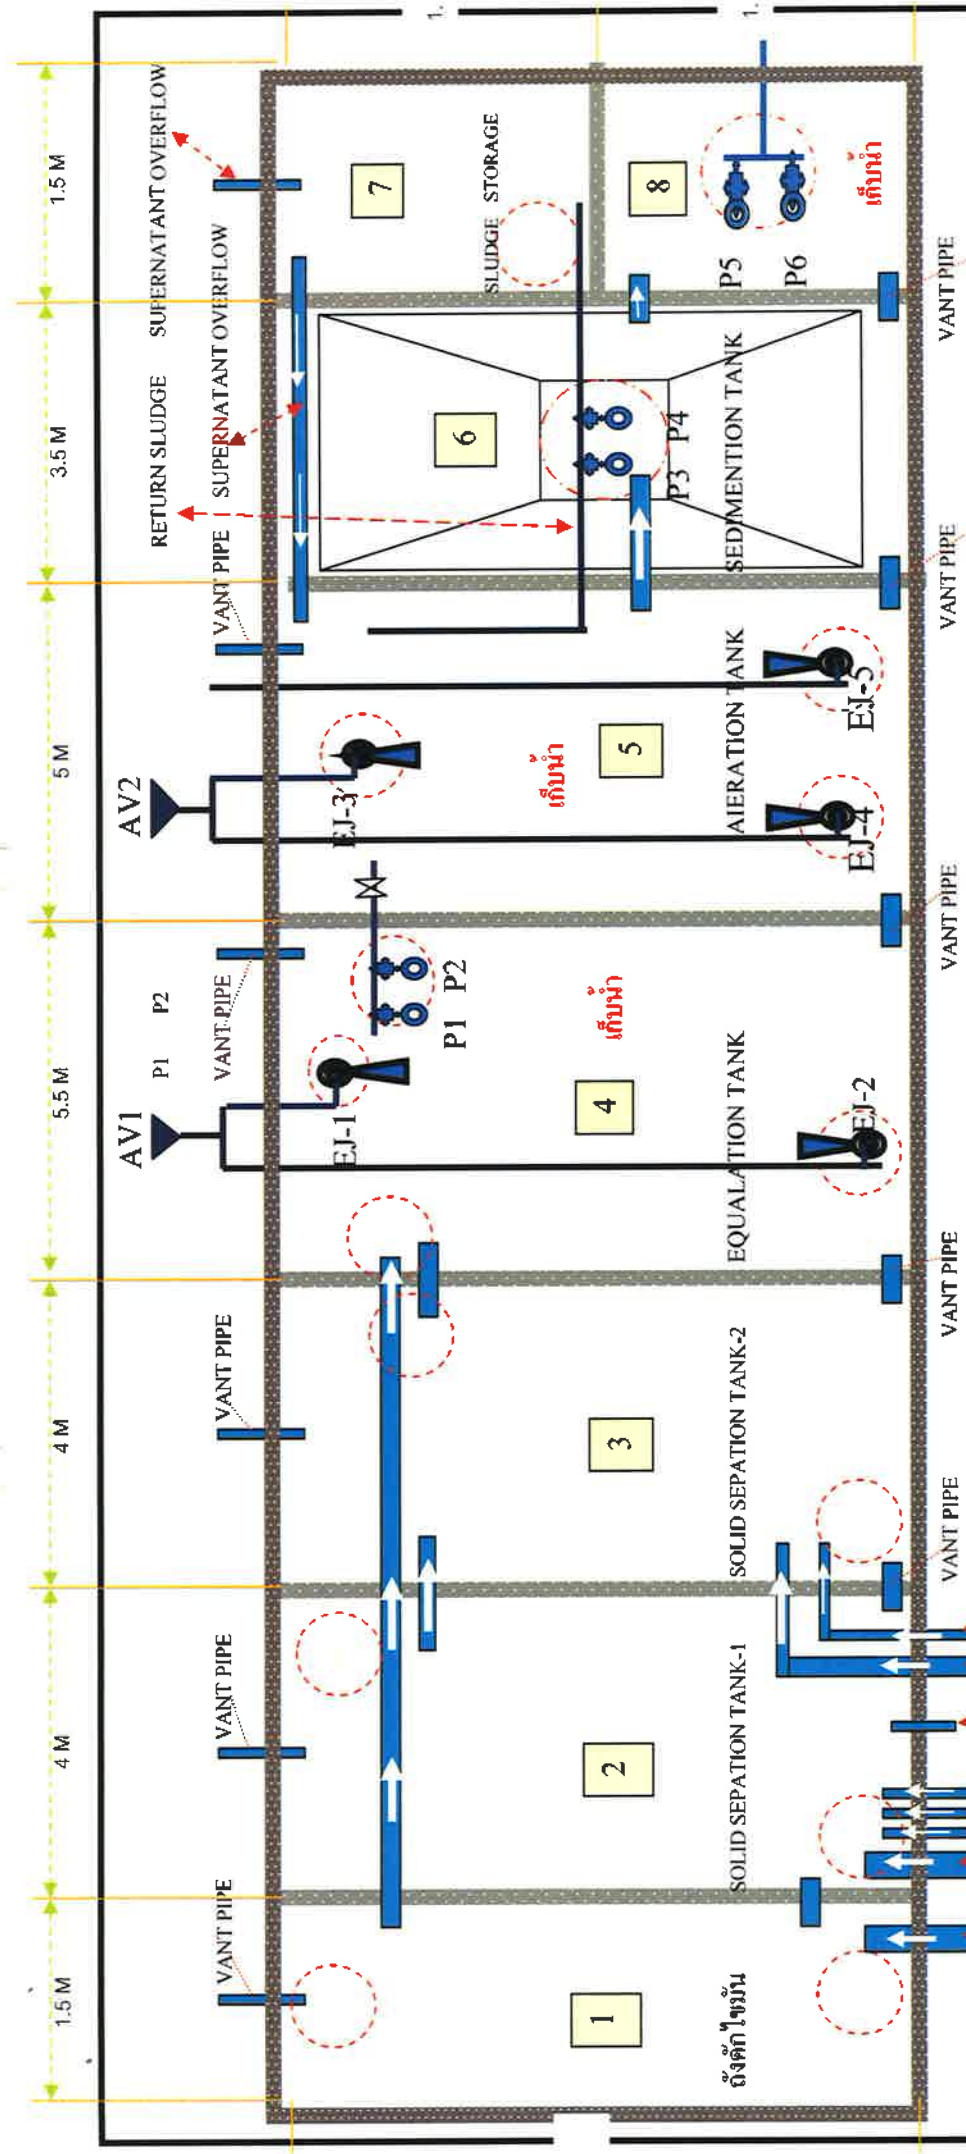 1.5 M
4 M
4 M
5.5 M
5 M
3.5 M
1.5 M
AV1
AV2
P1 P2
RETURN SLUDGE
SUPERNATANT OVERFLOW
VANT PIPE
VANT PIPE
VANT PIPE
VANT PIPE
VANT PIPE
SUPERNATANT OVERFLOW
EJ-1
P1 P2
EJ-3
7
SLUDGE STORAGE
6
1
2
3
4
5
8
เก็บน้ำ
เก็บน้ำ
P3 P4
ถังดักไขมัน
SOLID SEPATION TANK-1
SOLID SEPATION TANK-2
EQUALATION TANK
AIERATION TANK
SEDIMENTION TANK
P5
P6
EJ-2
EJ-4
EJ-5
เก็บน้ำ
VANT PIPE
VANT PIPE
VANT PIPE
VANT PIPE
VANT PIPE
1.
1.